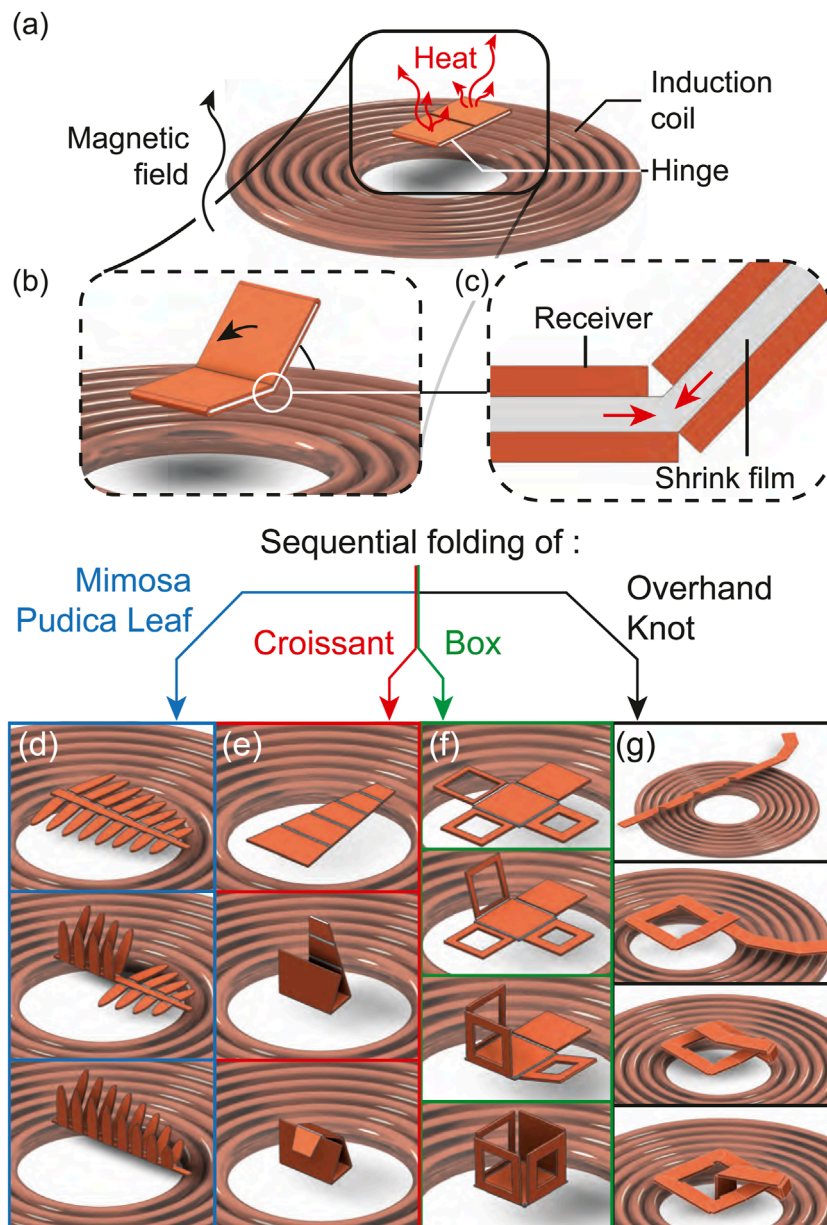 (a)
Heat
Induction
coil
Magnetic
field
Hinge
(b)
(c)
Receiver
Shrink film
Sequential folding of :
Mimosa
Pudica Leaf
Croissant
Box
Overhand
Knot
(d)
(e)
(f)
(g)